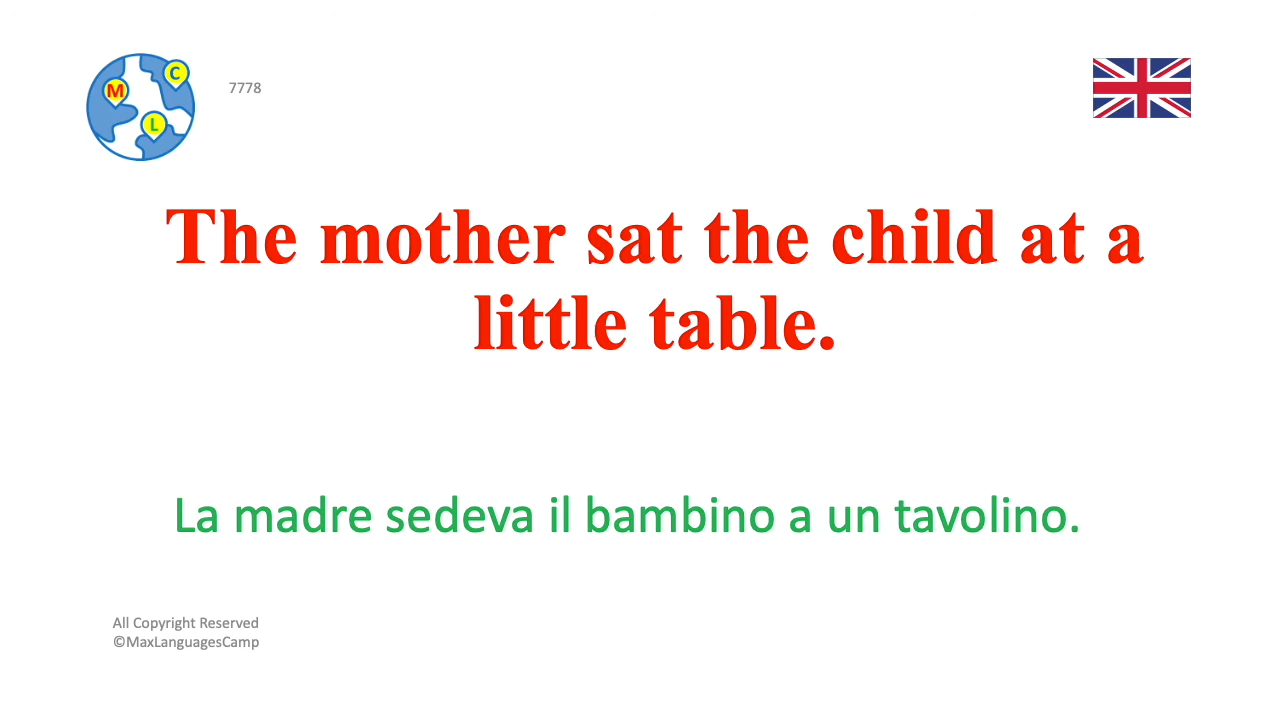 M
C
L
7778
The mother sat the child at a
little table.
La madre sedeva il bambino a un tavolino.
All Copyright Reserved
©MaxLanguagesCamp